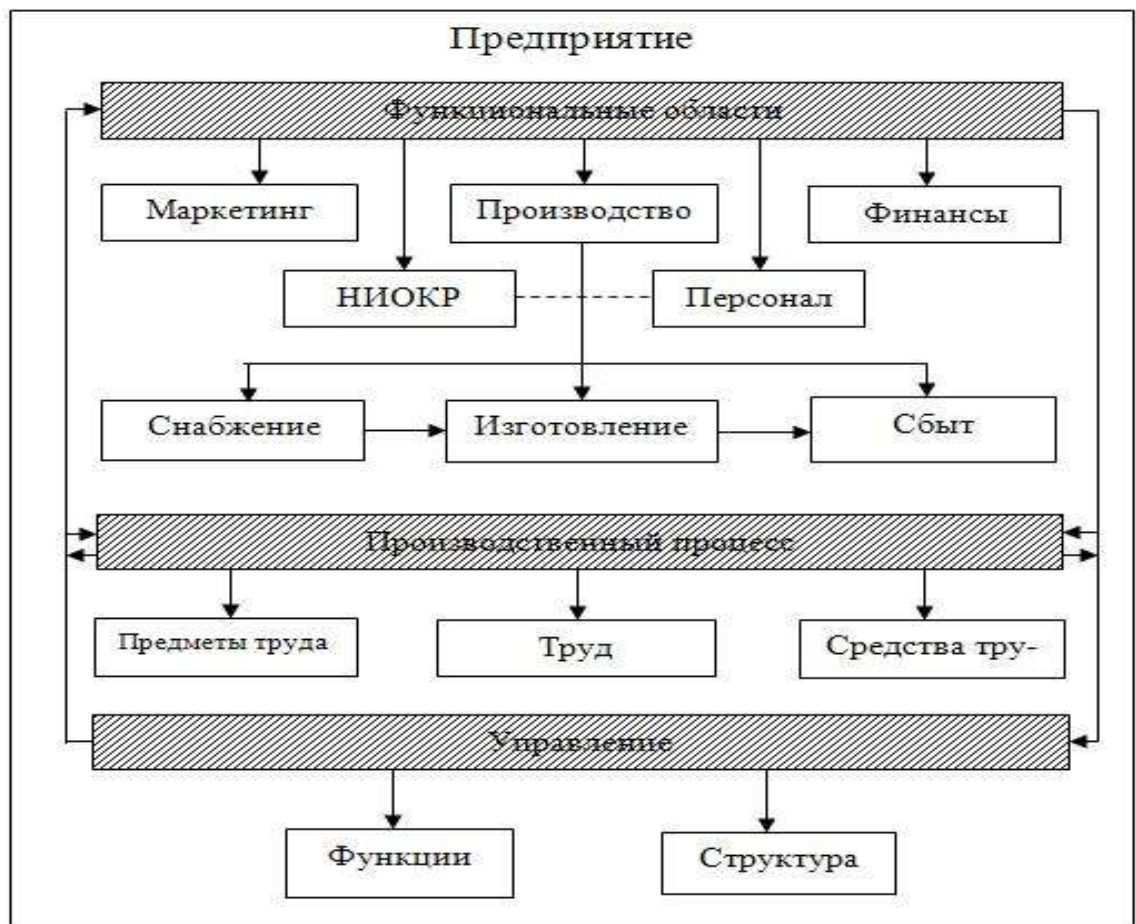 Предприятие
Функциональные области
Маркетинг
Производство
Финансы
НИОКР
Персонал
Снабжение
Изготовление
Сбыт
Производственный процесс
Предметы труда
Труд
Средства тру-
Управление
Функции
Структура